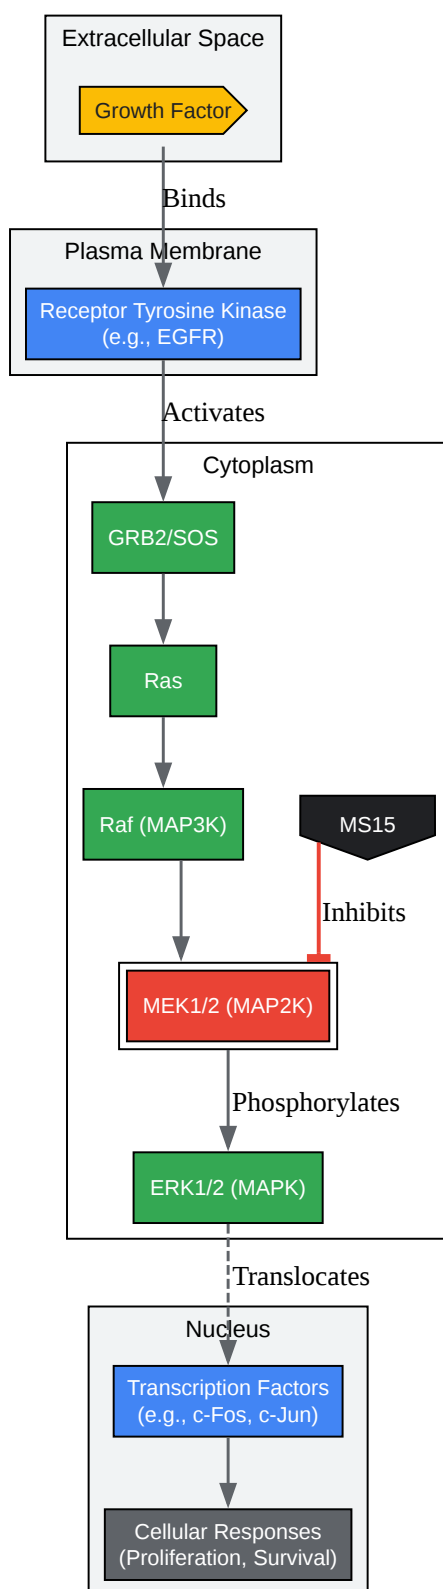 Extracellular Space
Growth Factor
Binds
Plasma Membrane
Receptor Tyrosine Kinase
(e.g., EGFR)
Activates
Cytoplasm
GRB2/SOS
Ras
Raf (MAP3K)
MS15
Inhibits
MEK1/2 (MAP2K)
Phosphorylates
ERK1/2 (MAPK)
Translocates
Nucleus
Transcription Factors
(e.g., c-Fos, c-Jun)
Cellular Responses
(Proliferation, Survival)